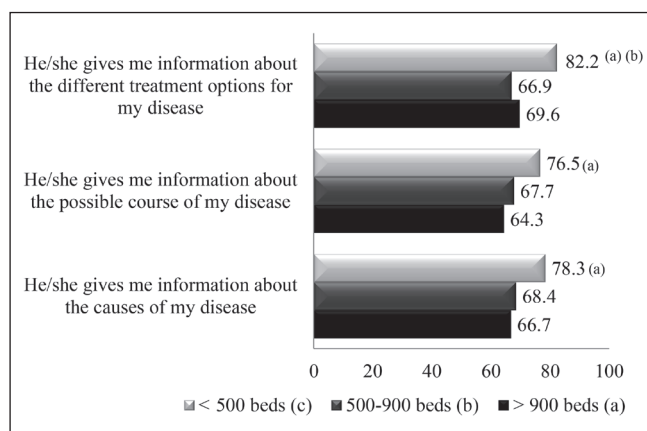 He/she gives me information about
the different treatment options for
my disease
82.2 (a) (b)
66.9
69.6
He/she gives me information about
the possible course of my disease
76.5 (a)
67.7
64.3
He/she gives me information about
the causes of my disease
78.3 (a)
68.4
66.7
0 20 40 60 80 100
< 500 beds (c) 500-900 beds (b) > 900 beds (a)